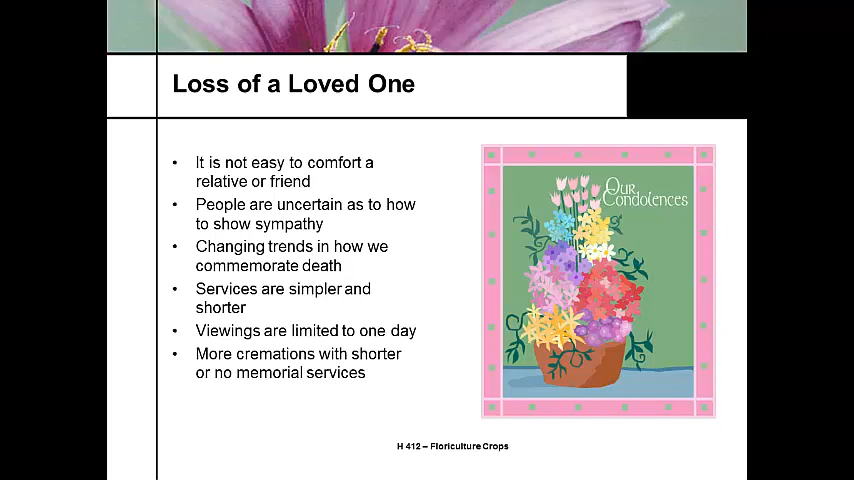 Loss of a Loved One
• It is not easy to comfort a
relative or friend
• People are uncertain as to how
to show sympathy
• Changing trends in how we
commemorate death
• Services are simpler and
shorter
• Viewings are limited to one day
• More cremations with shorter
or no memorial services
Our
Condolences
H 412 – Floriculture Crops